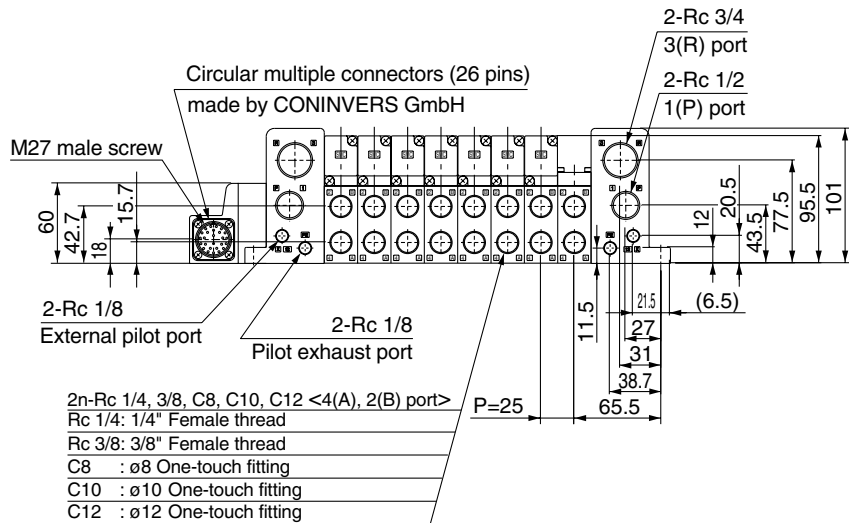 2-Rc 3/4
3(R) port
Circular multiple connectors (26 pins)
made by CONINVERS GmbH
2-Rc 1/2
1(P) port
M27 male screw
60
42.7
18
15.7
12
20.5
43.5
77.5
95.5
101
2-Rc 1/8
External pilot port
2-Rc 1/8
Pilot exhaust port
11.5
21.5
(6.5)
27
31
38.7
P=25
65.5
2n-Rc 1/4, 3/8, C8, C10, C12 <4(A), 2(B) port>
Rc 1/4: 1/4" Female thread
Rc 3/8: 3/8" Female thread
C8 : ø8 One-touch fitting
C10 : ø10 One-touch fitting
C12 : ø12 One-touch fitting